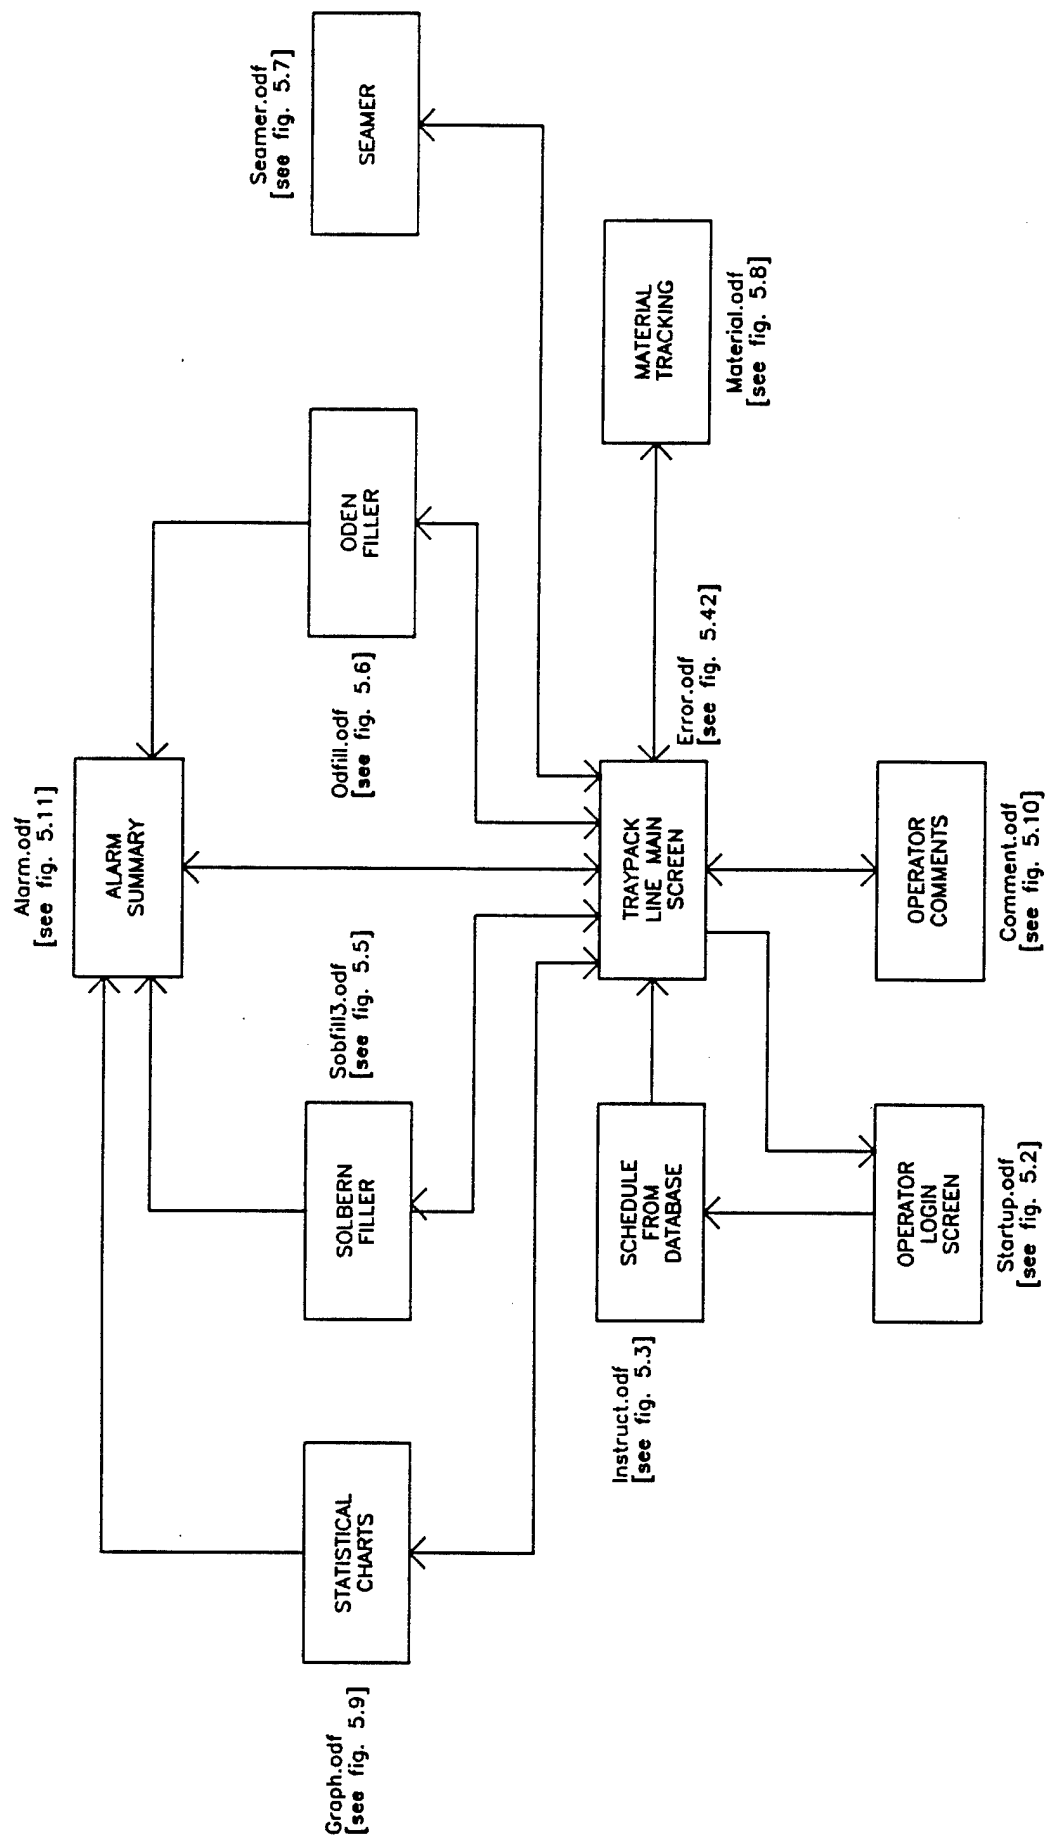 Graph.odf
[see fig. 5.9]
STATISTICAL
CHARTS
Alarm.odf
[see fig. 5.11]
ALARM
SUMMARY
SOLBERN
FILLER
Sobfill3.odf
[see fig. 5.5]
Odfill.odf
[see fig. 5.6]
ODEN
FILLER
Seamer.odf
[see fig. 5.7]
SEAMER
Instruct.odf
[see fig. 5.3]
SCHEDULE
FROM
DATABASE
TRAYPACK
LINE MAIN
SCREEN
Error.odf
[see fig. 5.42]
MATERIAL
TRACKING
Material.odf
[see fig. 5.8]
OPERATOR
LOGIN
SCREEN
Startup.odf
[see fig. 5.2]
OPERATOR
COMMENTS
Comment.odf
[see fig. 5.10]